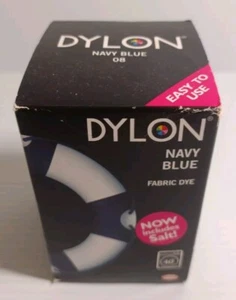 DYLON
NAVY BLUE
08
EASY TO
USE
DYLON
NAVY
BLUE
FABRIC DYE
NOW
includes
Salt!